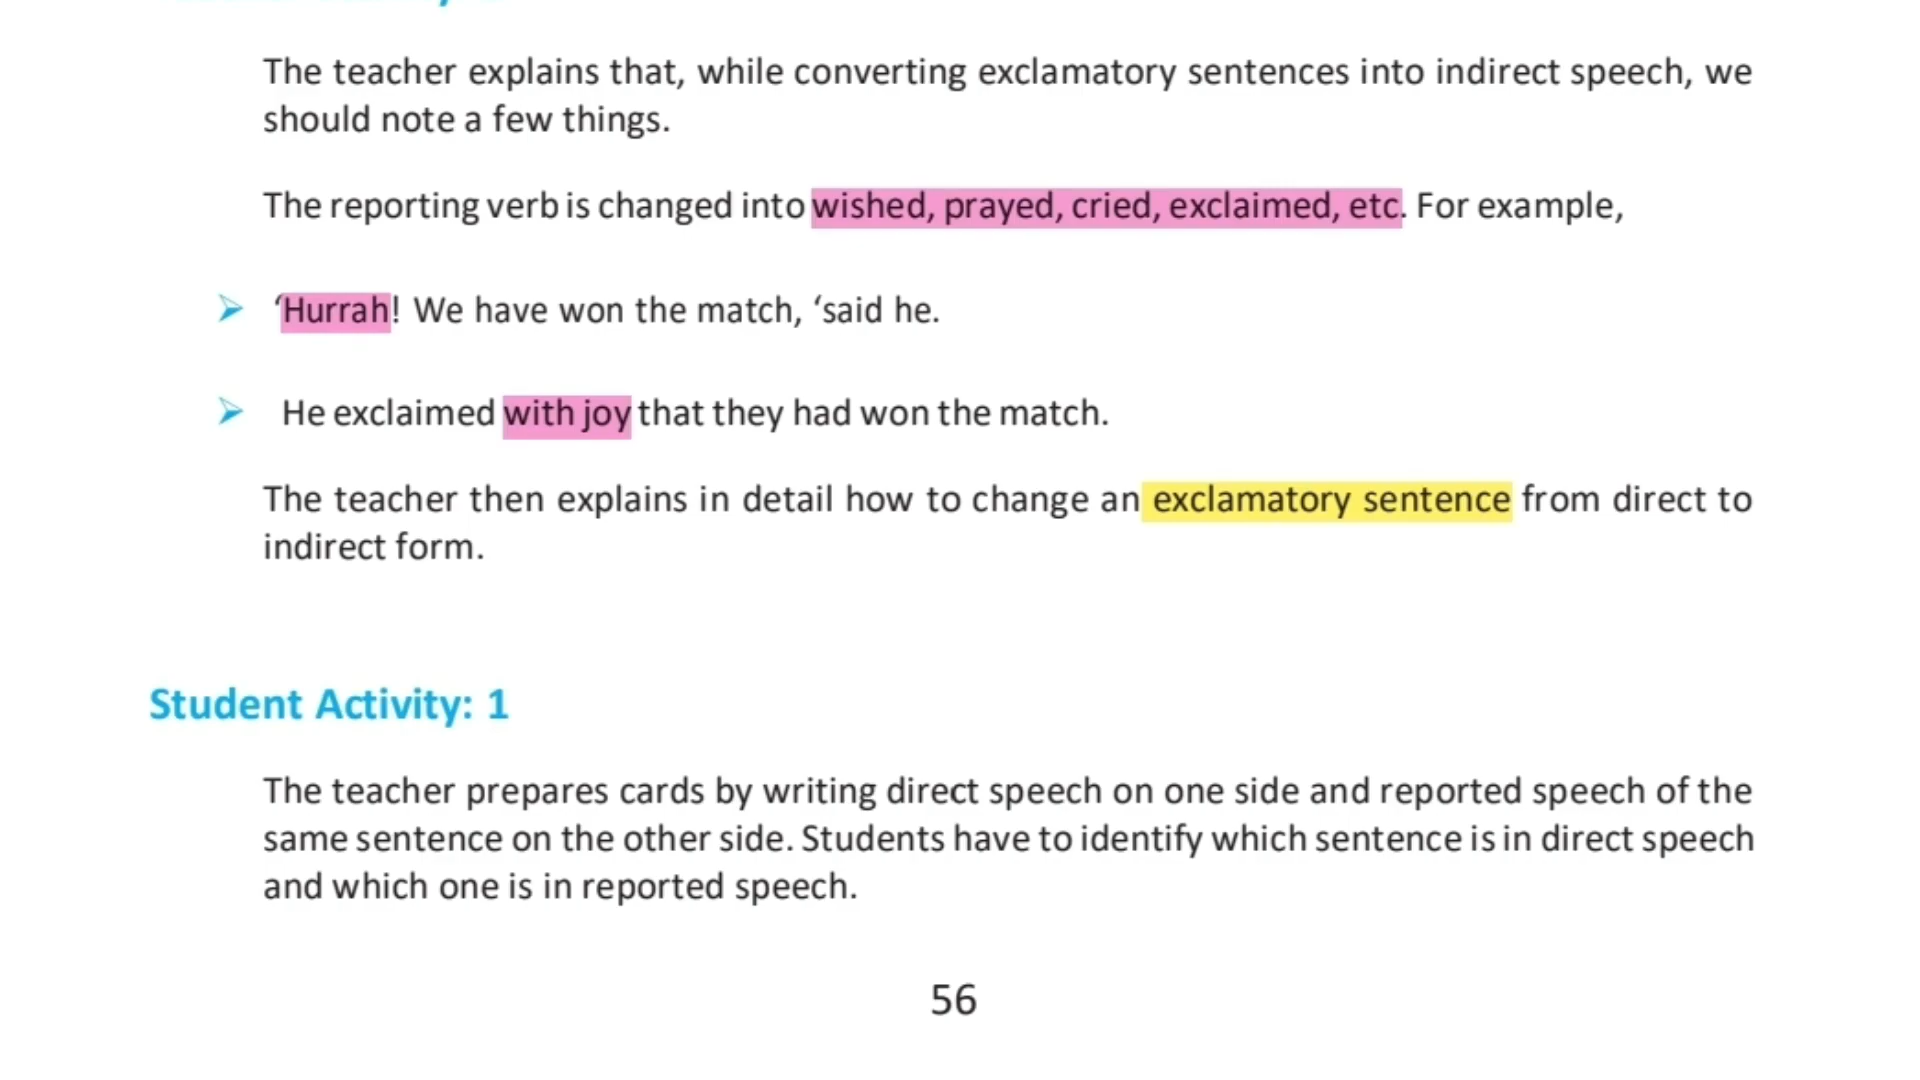 The teacher explains that, while converting exclamatory sentences into indirect speech, we
should note a few things.
The reporting verb is changed into wished, prayed, cried, exclaimed, etc. For example,
‘Hurrah! We have won the match, ‘said he.
He exclaimed with joy that they had won the match.
The teacher then explains in detail how to change an exclamatory sentence from direct to
indirect form.
Student Activity: 1
The teacher prepares cards by writing direct speech on one side and reported speech of the
same sentence on the other side. Students have to identify which sentence is in direct speech
and which one is in reported speech.
56